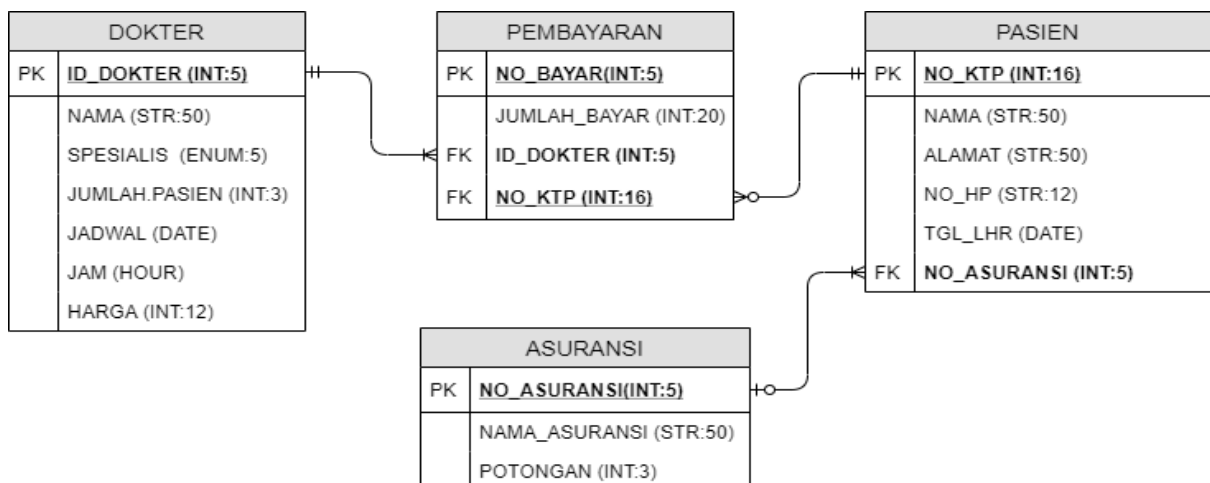 DOKTER
PK ID_DOKTER (INT:5)
NAMA (STR:50)
SPESIALIS (ENUM:5)
JUMLAH.PASIEN (INT:3)
JADWAL (DATE)
JAM (HOUR)
HARGA (INT:12)
PEMBAYARAN
PK NO_BAYAR(INT:5)
JUMLAH_BAYAR (INT:20)
FK ID_DOKTER (INT:5)
FK NO_KTP (INT:16)
PASIEN
PK NO_KTP (INT:16)
NAMA (STR:50)
ALAMAT (STR:50)
NO_HP (STR:12)
TGL_LHR (DATE)
FK NO_ASURANSI (INT:5)
ASURANSI
PK NO_ASURANSI(INT:5)
NAMA_ASURANSI (STR:50)
POTONGAN (INT:3)